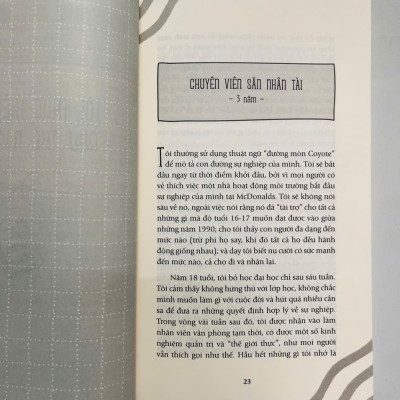 CHUYÊN VIÊN SĂN NHÂN TÀI
– 3 năm –
Tôi thường sử dụng thuật ngữ "đường mòn Coyote"
để mô tả con đường sự nghiệp của mình. Tôi sẽ bắt
đầu ngay từ thời điểm khởi đầu, bởi vì mọi người có
vẻ thích việc một nhà hoạt động môi trường bắt đầu
sự nghiệp của mình tại McDonalds. Tôi sẽ không nói
sâu về nó, ngoài việc nói rằng nó đã "tài trợ" cho tất cả
những gì mà độ tuổi 16-17 muốn đạt được vào giữa
những năm 1990; cho tôi thấy con người đa dạng đến
mức nào (trừ phi họ say, khi đó tất cả họ đều hành
động giống nhau); và dạy tôi biết nụ cười có sức mạnh
đến mức nào, cả cho đi và nhận lại.
Năm 18 tuổi, tôi bỏ học đại học chỉ sau sáu tuần.
Tôi cảm thấy không hứng thú với lớp học, không chắc
mình muốn làm gì với cuộc đời và hút quá nhiều cần
sa để đưa ra những quyết định hợp lý về sự nghiệp.
Trong vòng vài tuần sau đó, tôi được nhận vào làm
nhân viên văn phòng tạm thời, có được một số kinh
nghiệm quản trị và "thế giới thực", như mọi người
vẫn thích gọi như thế. Hầu hết những gì tôi nhớ là
23